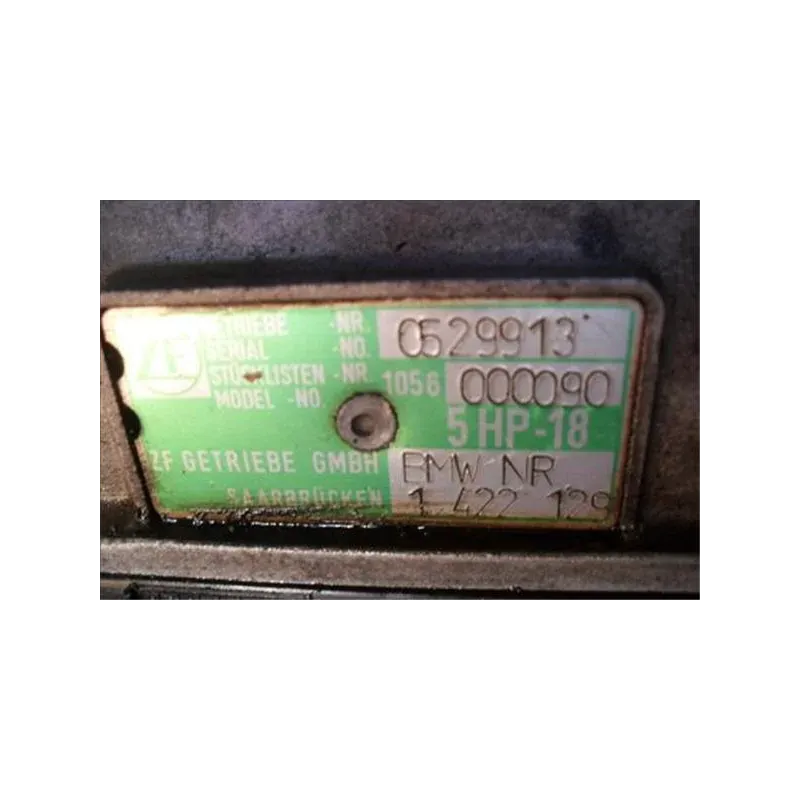 ZF
GETRIEBE -NR. 0529913
SERIAL -NO.
STÜCKLISTEN -NR. 1056 000090
MODEL -NO.
5 HP-18
ZF GETRIEBE GMBH BMW NR
SAARBRÜCKEN 1 422 129